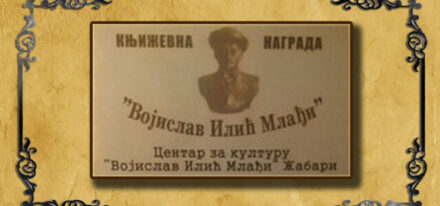 КЊИЖЕВНА НАГРАДА
"Војислав Илић Млађи"
Центар за културу
"Војислав Илић Млађи" Жабари